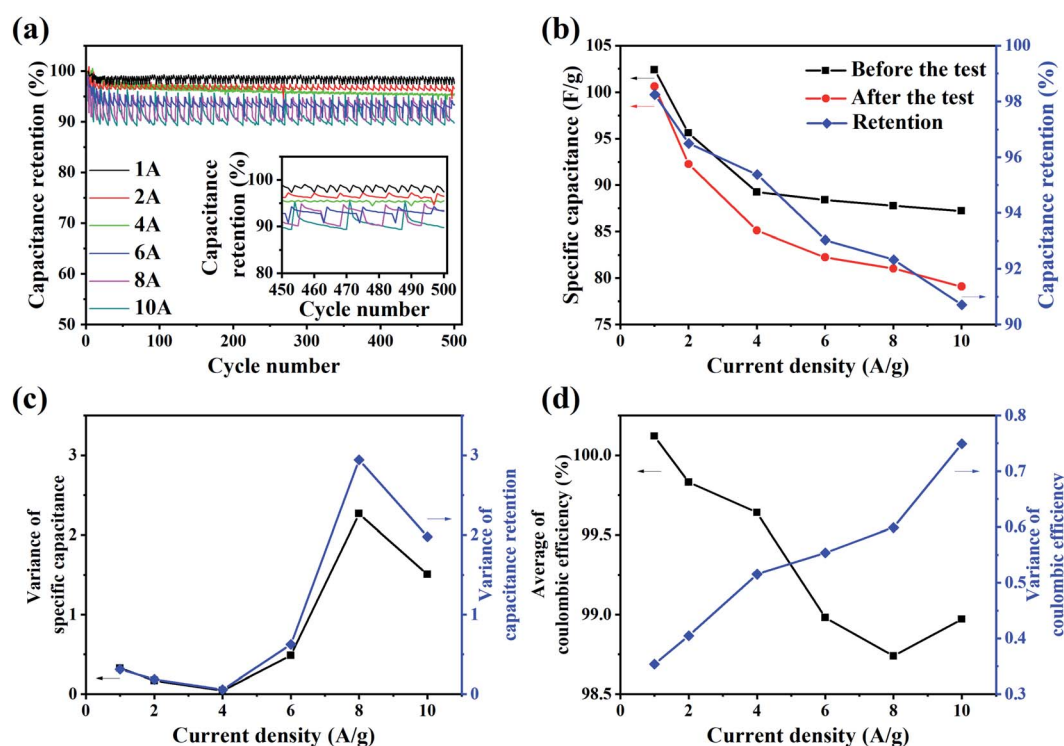 (a)
Capacitance retention (%)
100
90
80
70
60
50
1A
2A
4A
6A
8A
10A
Capacitance
retention (%)
100
90
80
450 460 470 480 490 500
Cycle number
0 100 200 300 400 500
Cycle number
(b)
Specific capacitance (F/g)
105
100
95
90
85
80
75
Before the test
After the test
Retention
100
98
96
94
92
90
Capacitance retention (%)
0 2 4 6 8 10
Current density (A/g)
(c)
Variance of
specific capacitance
3
2
1
0
3
2
1
0
Variance of
capacitance retention
0 2 4 6 8 10
Current density (A/g)
(d)
Average of
coulombic efficiency (%)
100.0
99.5
99.0
98.5
0.8
0.7
0.6
0.5
0.4
0.3
Variance of
coulombic efficiency
0 2 4 6 8 10
Current density (A/g)